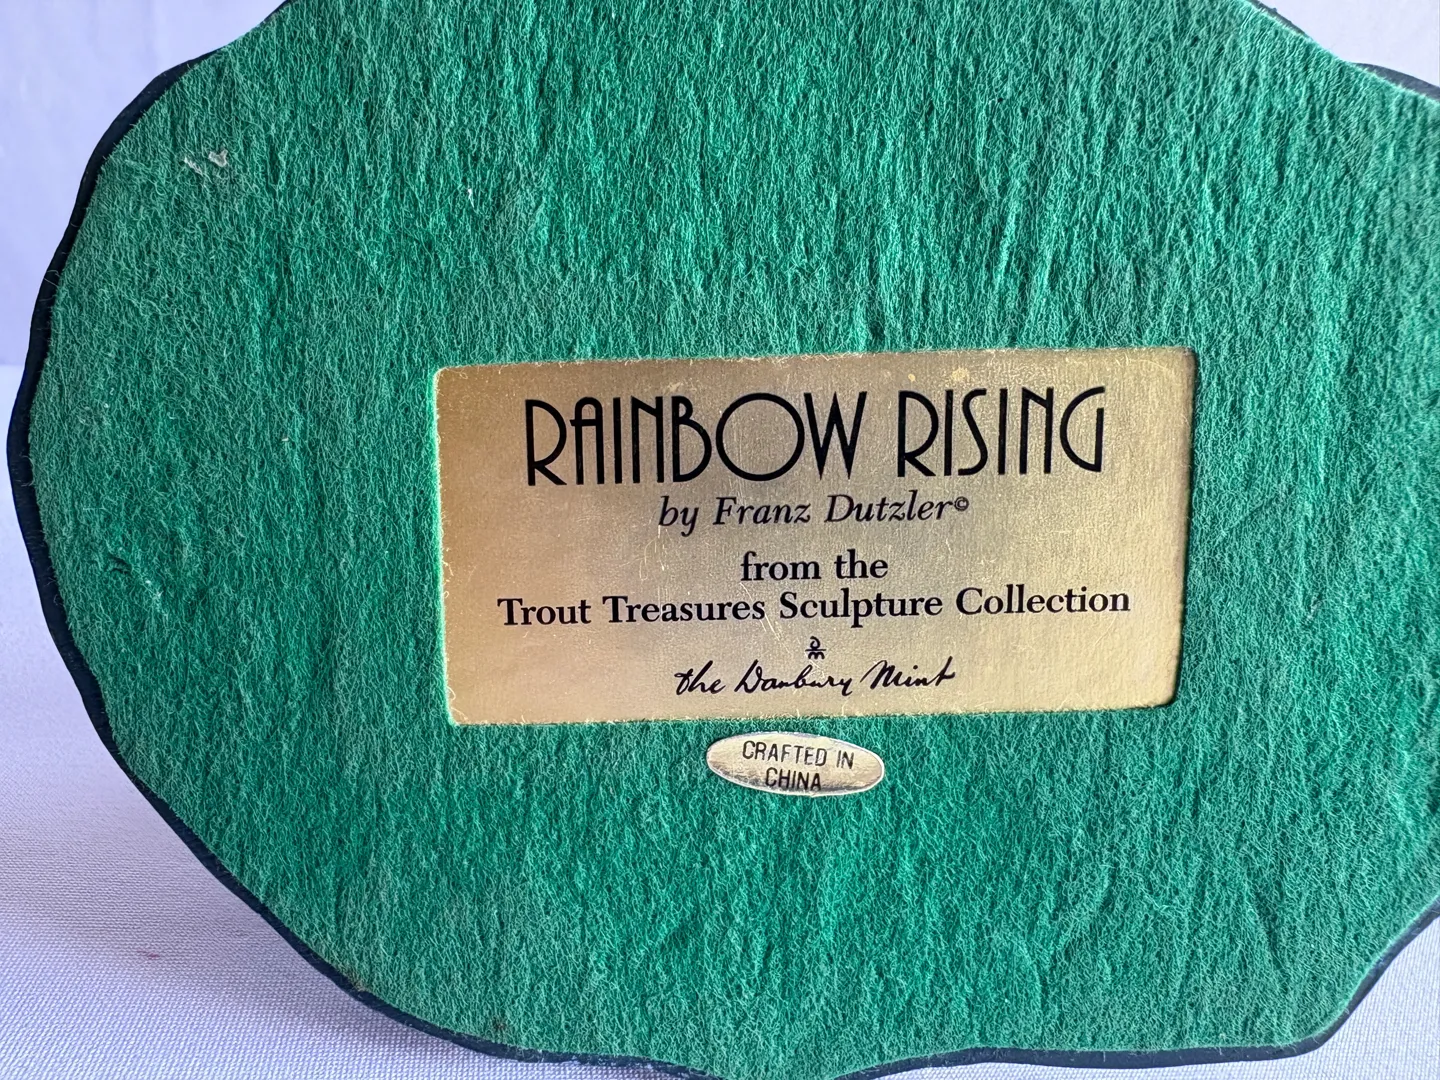 RAINBOW RISING
by Franz Dutzler©
from the
Trout Treasures Sculpture Collection
the Danbury Mint
CRAFTED IN
CHINA